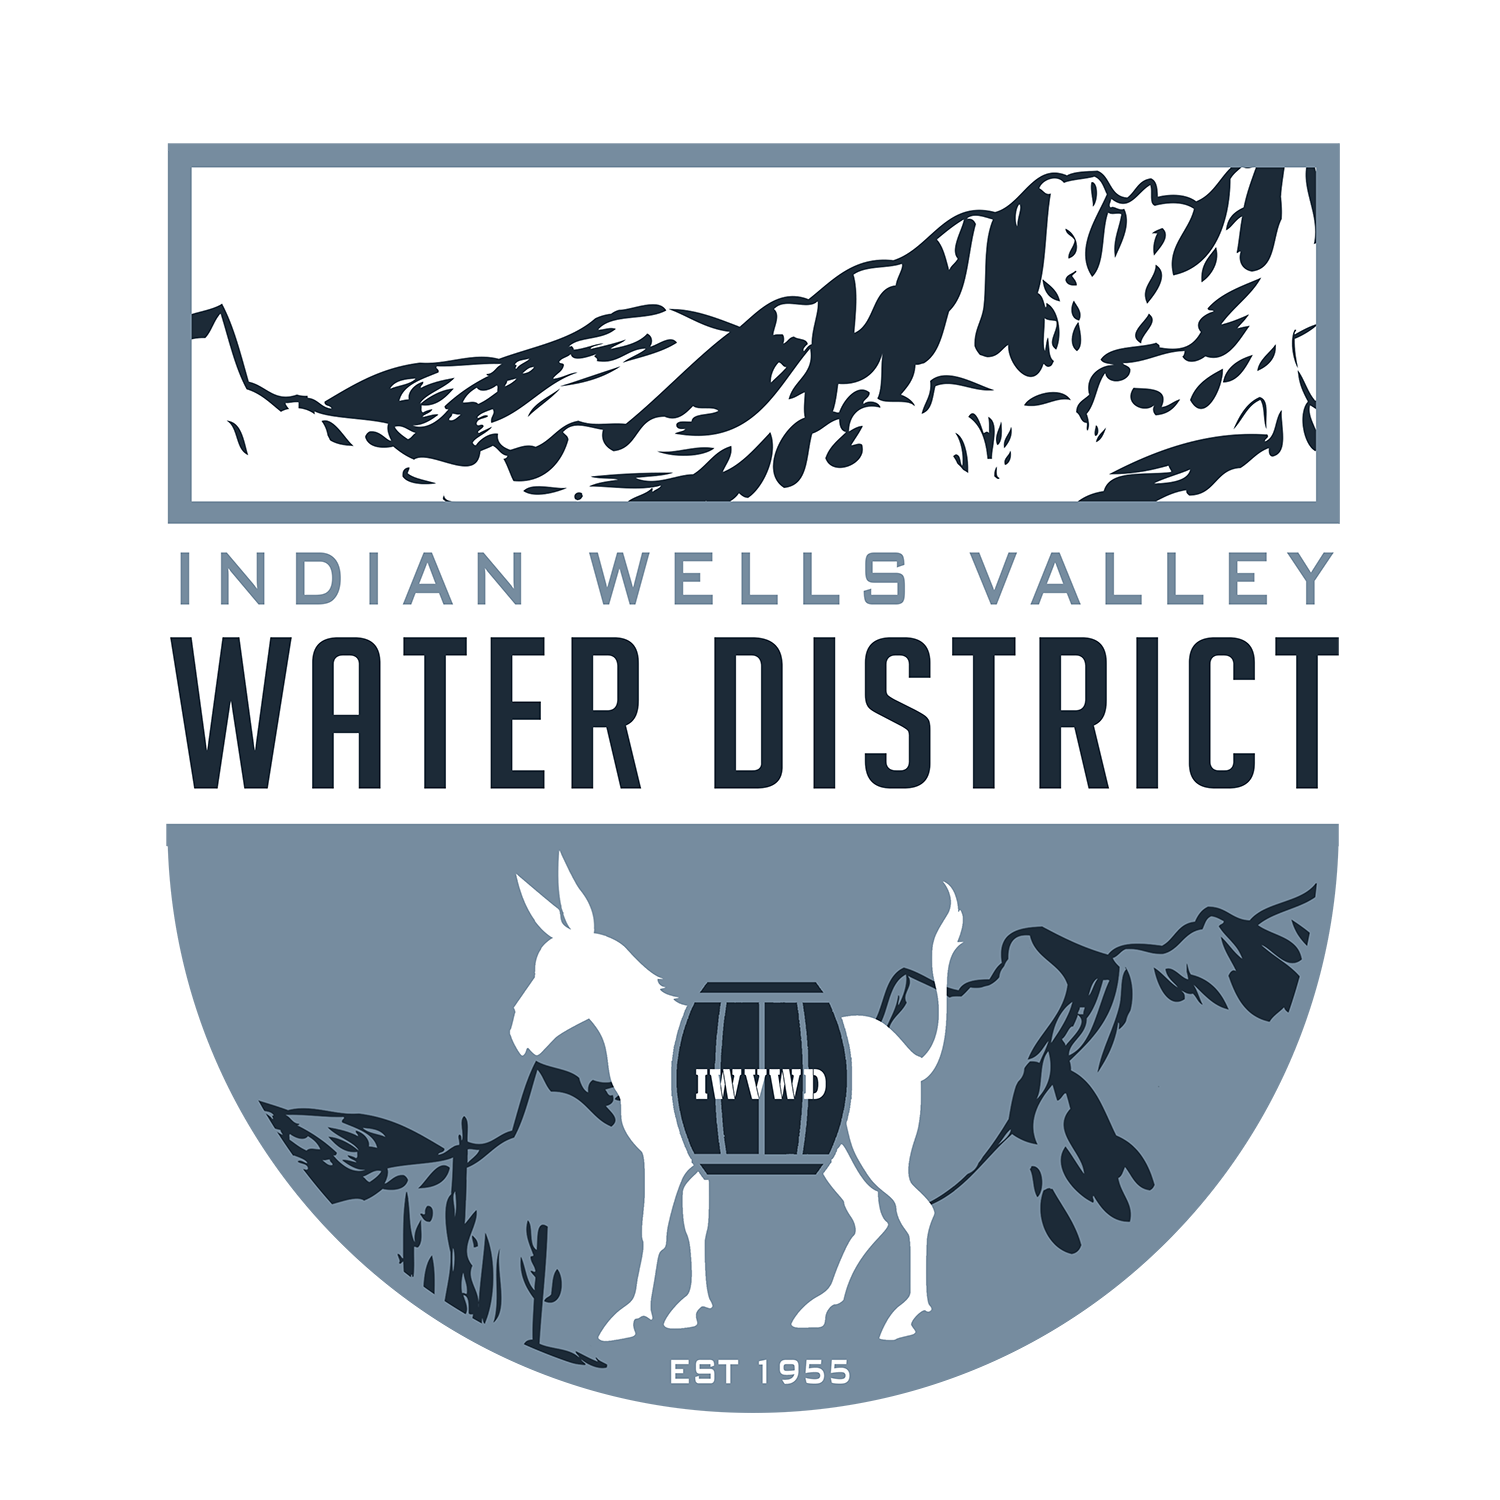 INDIAN WELLS VALLEY
WATER DISTRICT
IWVWD
EST 1955